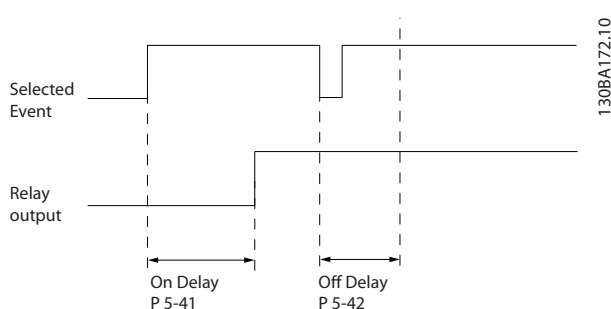 130BA172.10
Selected
Event
Relay
output
On Delay
P 5-41
Off Delay
P 5-42